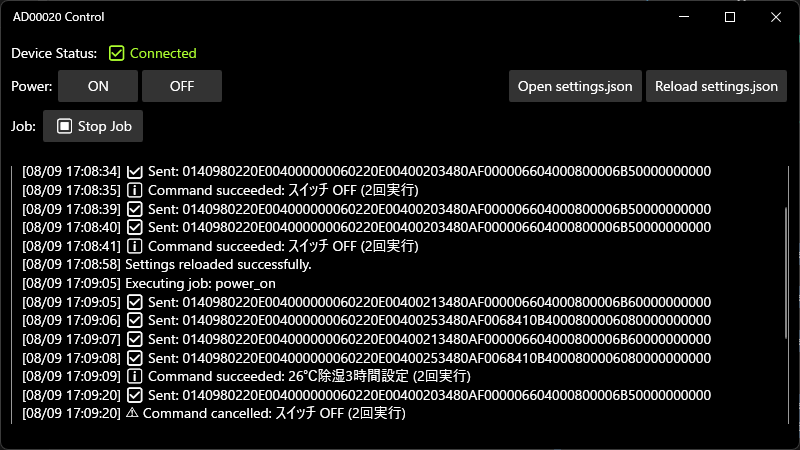 AD00020 Control
Device Status: Connected
Power: ON OFF Open settings.json Reload settings.json
Job: Stop Job
[08/09 17:08:34] Sent: 0140980220E004000000060220E00400203480AF000006604000800006B50000000000
[08/09 17:08:35] Command succeeded: スイッチ OFF (2回実行)
[08/09 17:08:39] Sent: 0140980220E004000000060220E00400203480AF000006604000800006B50000000000
[08/09 17:08:40] Sent: 0140980220E004000000060220E00400203480AF000006604000800006B50000000000
[08/09 17:08:41] Command succeeded: スイッチ OFF (2回実行)
[08/09 17:08:58] Settings reloaded successfully.
[08/09 17:09:05] Executing job: power_on
[08/09 17:09:05] Sent: 0140980220E004000000060220E00400213480AF000006604000800006B60000000000
[08/09 17:09:06] Sent: 0140980220E004000000060220E00400253480AF0068410B40008000060800000000000
[08/09 17:09:07] Sent: 0140980220E004000000060220E00400213480AF000006604000800006B60000000000
[08/09 17:09:08] Sent: 0140980220E004000000060220E00400253480AF0068410B40008000060800000000000
[08/09 17:09:09] Command succeeded: 26℃除湿3時間設定 (2回実行)
[08/09 17:09:20] Sent: 0140980220E004000000060220E00400203480AF000006604000800006B50000000000
[08/09 17:09:20] Command cancelled: スイッチ OFF (2回実行)